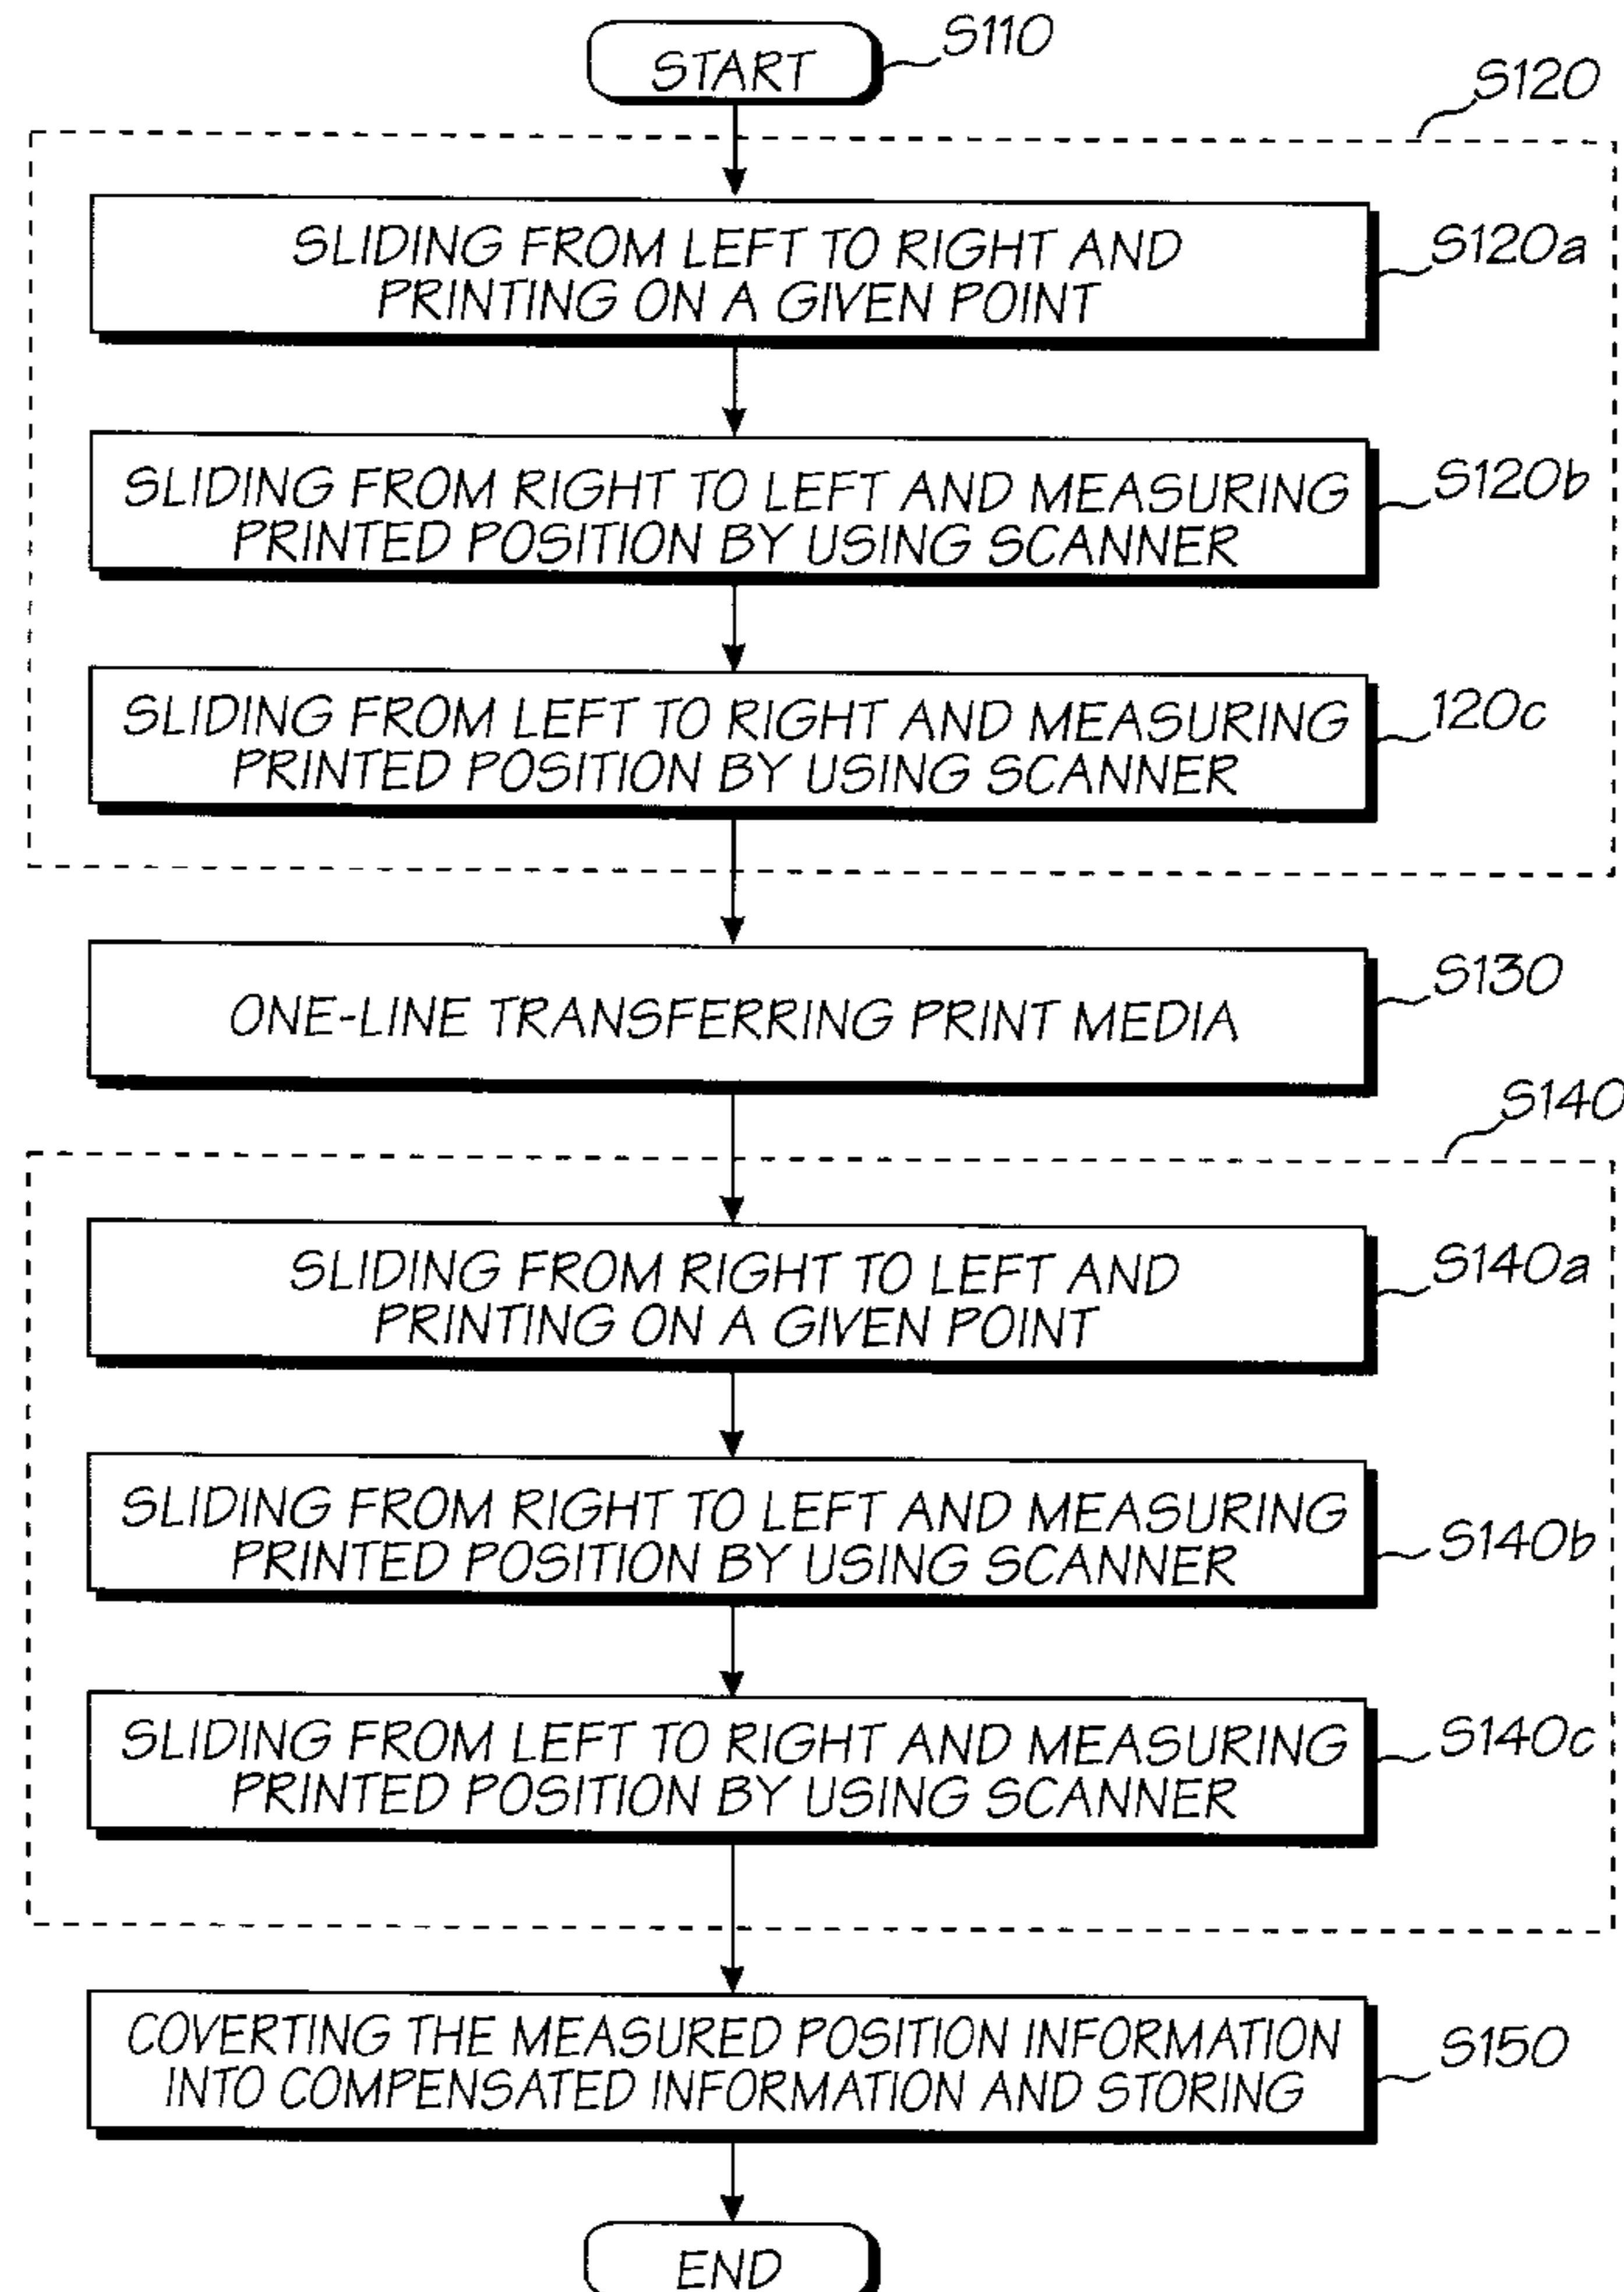 START
S110
S120
SLIDING FROM LEFT TO RIGHT AND
PRINTING ON A GIVEN POINT
S120a
SLIDING FROM RIGHT TO LEFT AND MEASURING
PRINTED POSITION BY USING SCANNER
S120b
SLIDING FROM LEFT TO RIGHT AND MEASURING
PRINTED POSITION BY USING SCANNER
120c
ONE-LINE TRANSFERRING PRINT MEDIA
S130
S140
SLIDING FROM RIGHT TO LEFT AND
PRINTING ON A GIVEN POINT
S140a
SLIDING FROM RIGHT TO LEFT AND MEASURING
PRINTED POSITION BY USING SCANNER
S140b
SLIDING FROM LEFT TO RIGHT AND MEASURING
PRINTED POSITION BY USING SCANNER
S140c
COVERTING THE MEASURED POSITION INFORMATION
INTO COMPENSATED INFORMATION AND STORING
S150
END